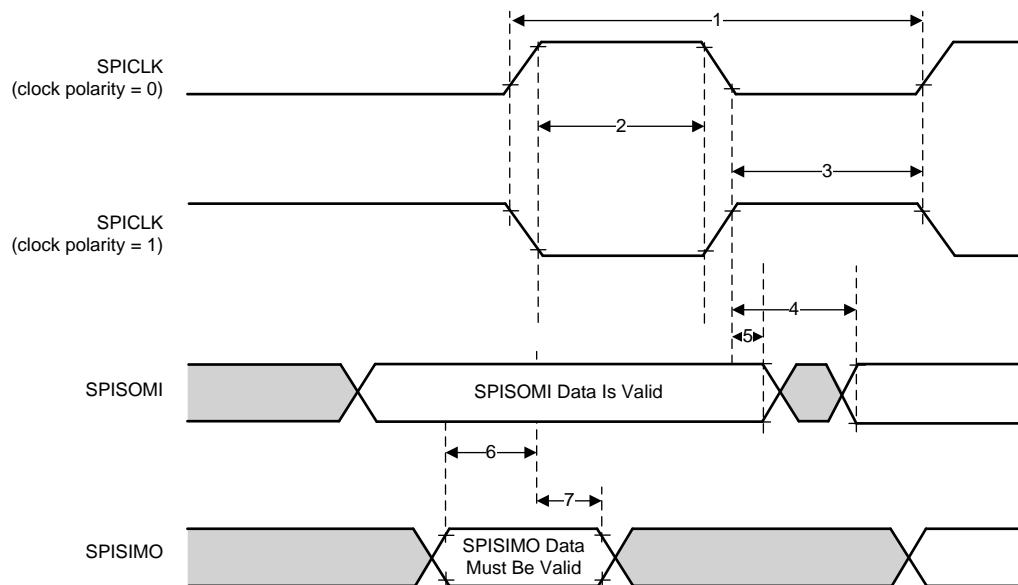 1
SPICLK
(clock polarity = 0)
2
3
SPICLK
(clock polarity = 1)
4
5
SPISOMI
SPISOMI Data Is Valid
6
7
SPISIMO
SPISIMO Data
Must Be Valid